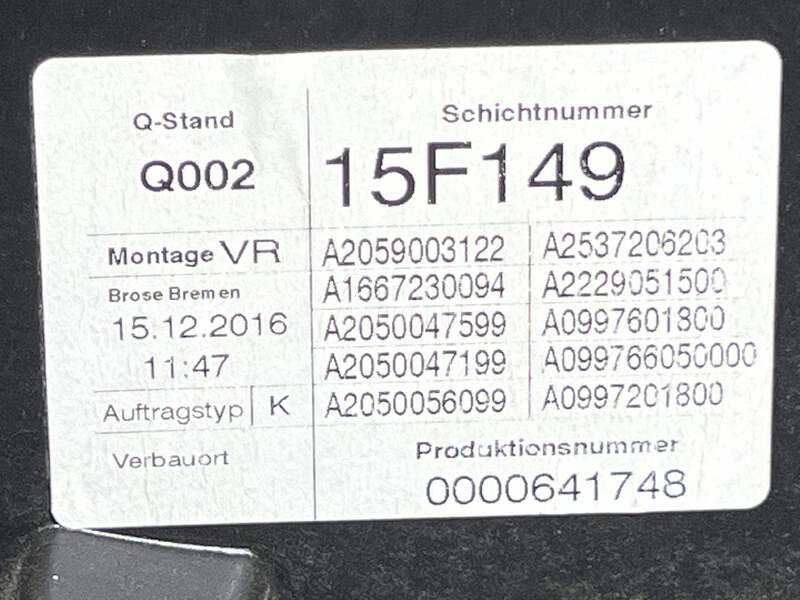 Q-Stand
Schichtnummer
Q002
15F149
Montage VR
A2059003122
A2537206203
Brose Bremen
A1667230094
A2229051500
15.12.2016
A2050047599
A0997601800
11:47
A2050047199
A099766050000
Auftragstyp K
A2050056099
A0997201800
Verbauort
Produktionsnummer
0000641748